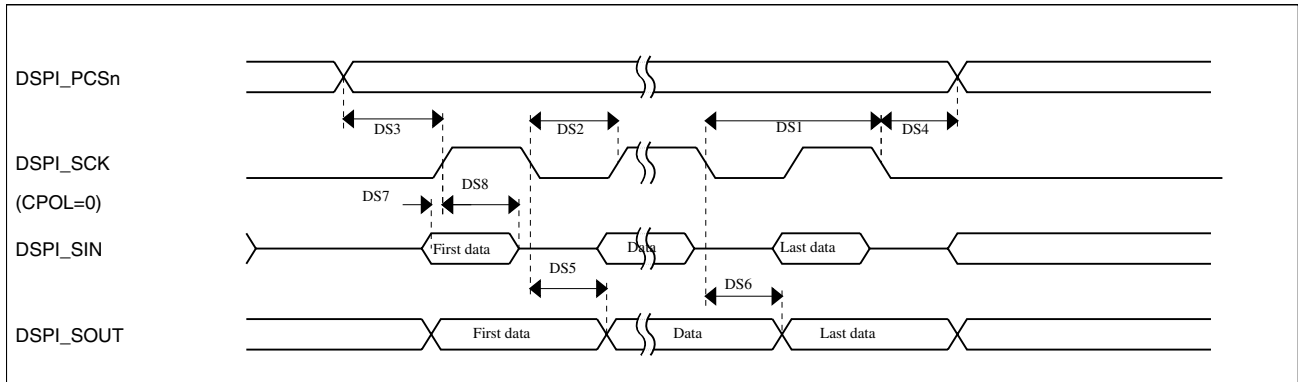 DSPI_PCSn
DS3
DS2
DS1
DS4
DSPI_SCK
(CPOL=0)
DS7
DS8
DSPI_SIN
First data
Data
Last data
DS5
DS6
DSPI_SOUT
First data
Data
Last data